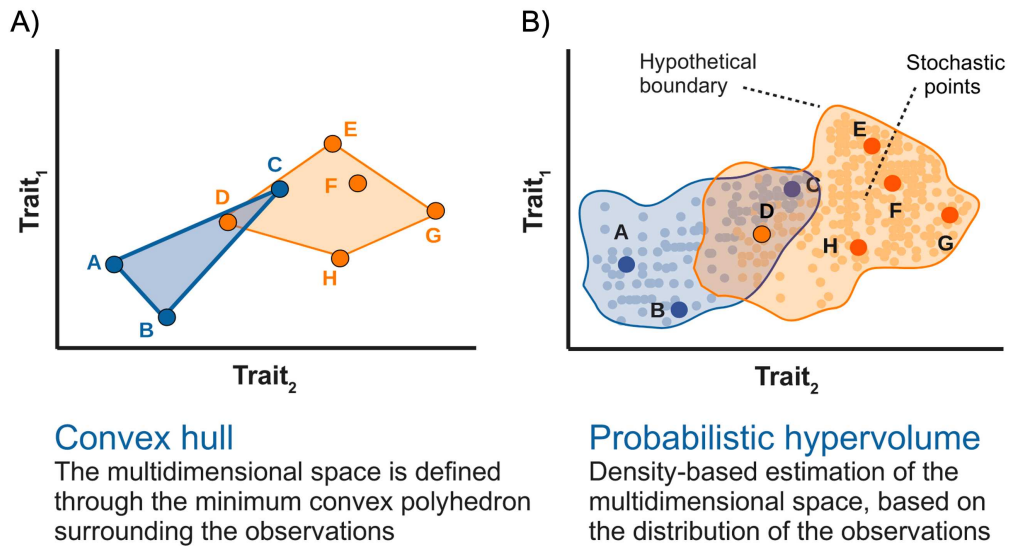 A)
Trait1
E
C
F
D
G
A
H
B
Trait2
Convex hull
The multidimensional space is defined
through the minimum convex polyhedron
surrounding the observations
B)
Hypothetical
boundary
Stochastic
points
Trait1
E
C
D
F
A
H
G
B
Trait2
Probabilistic hypervolume
Density-based estimation of the
multidimensional space, based on
the distribution of the observations